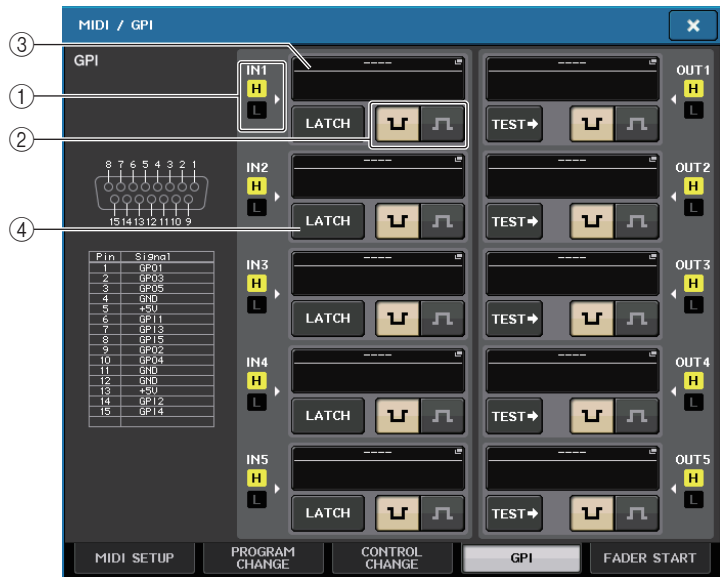 MIDI / GPI
GPI
③
①
②
④
IN1
H
L
----
LATCH
----
TEST
OUT1
H
L
IN2
H
L
----
LATCH
----
TEST
OUT2
H
L
IN3
H
L
----
LATCH
----
TEST
OUT3
H
L
IN4
H
L
----
LATCH
----
TEST
OUT4
H
L
IN5
H
L
----
LATCH
----
TEST
OUT5
H
L
8 7 6 5 4 3 2 1
15 14 13 12 11 10 9
Pin Signal
1 GPO1
2 GPO3
3 GPO5
4 GND
5 +5V
6 GPI1
7 GPI3
8 GPI5
9 GPO2
10 GPO4
11 GND
12 GND
13 +5V
14 GPI2
15 GPI4
MIDI SETUP
PROGRAM
CHANGE
CONTROL
CHANGE
GPI
FADER START